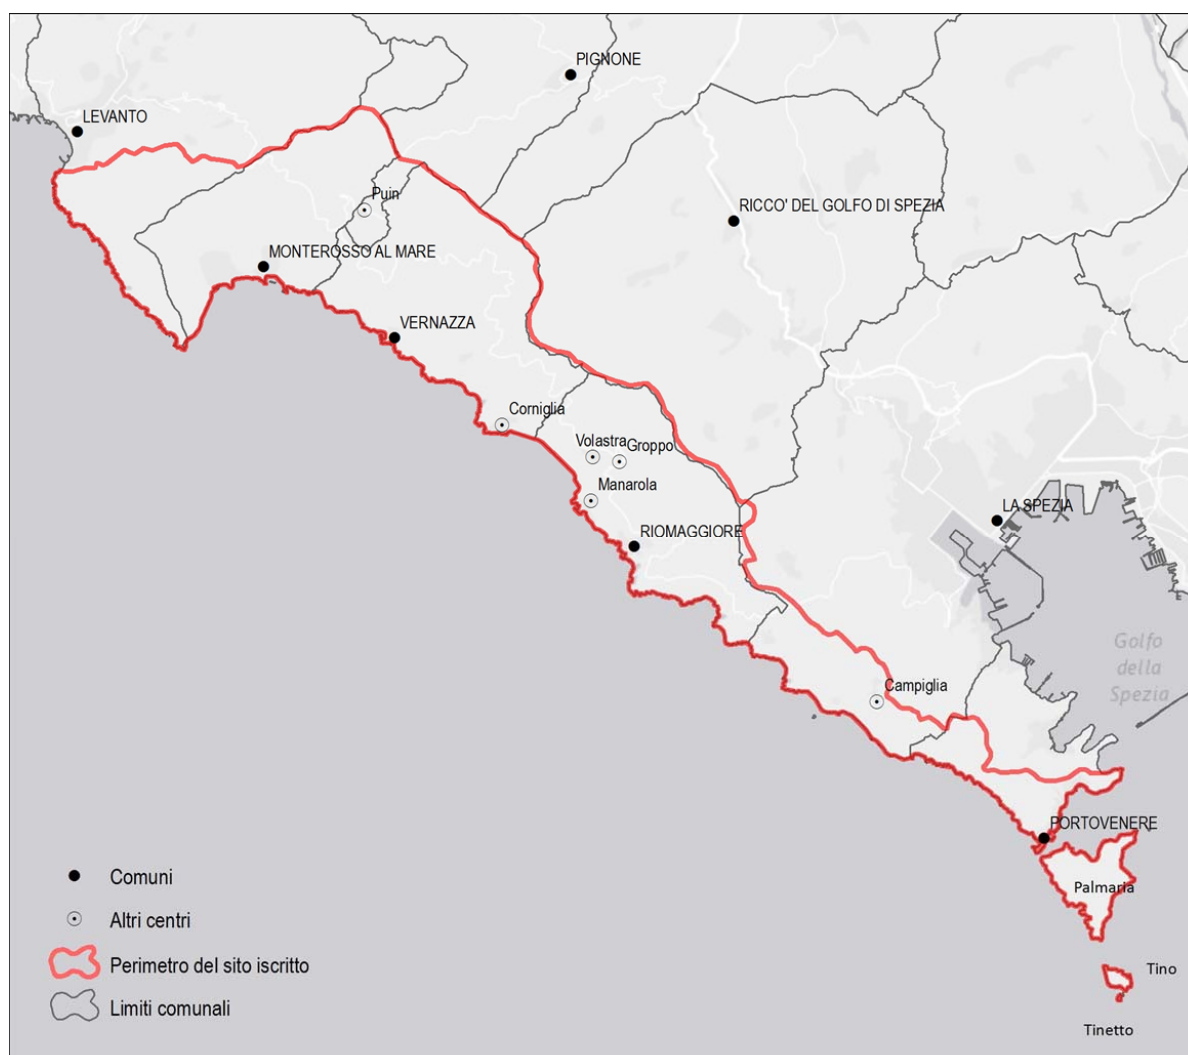 PIGNONE
LEVANTO
Puin
RICCO' DEL GOLFO DI SPEZIA
MONTEROSSO AL MARE
VERNAZZA
Corniglia
Volastra
Groppo
Manarola
LA SPEZIA
RIOMAGGIORE
Golfo
della
Spezia
Campiglia
PORTOVENERE
Palmaria
Tino
Tinetto
Comuni
Altri centri
Perimetro del sito iscritto
Limiti comunali